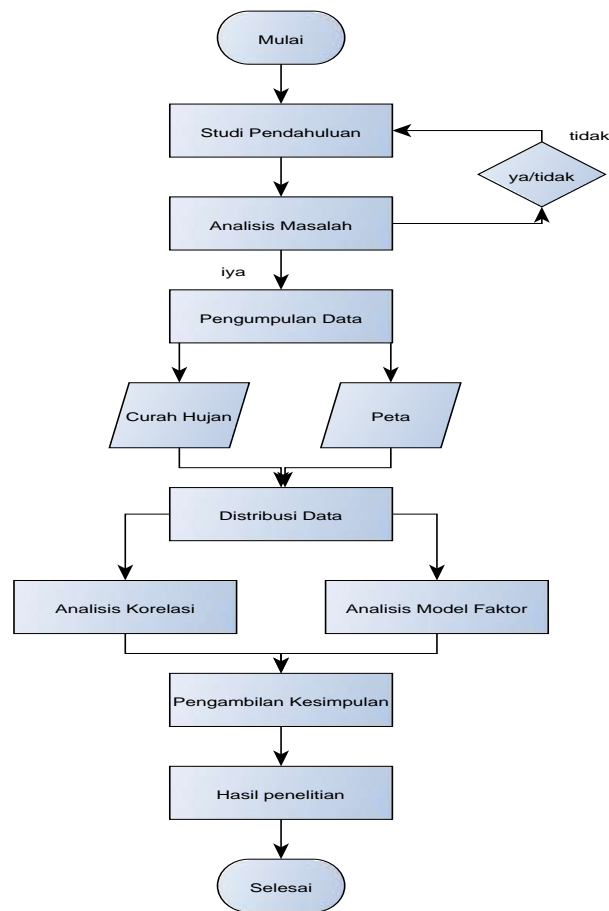 Mulai
Studi Pendahuluan
tidak
ya/tidak
Analisis Masalah
iya
Pengumpulan Data
Curah Hujan
Peta
Distribusi Data
Analisis Korelasi
Analisis Model Faktor
Pengambilan Kesimpulan
Hasil penelitian
Selesai